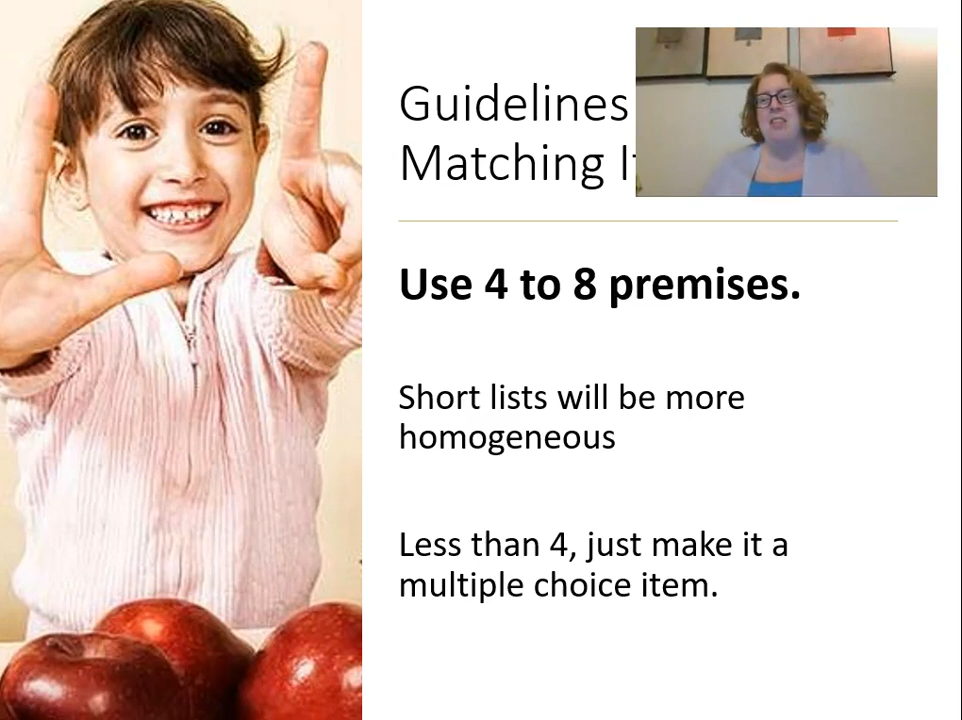 Guidelines
Matching
Use 4 to 8 premises.
Short lists will be more
homogeneous
Less than 4, just make it a
multiple choice item.